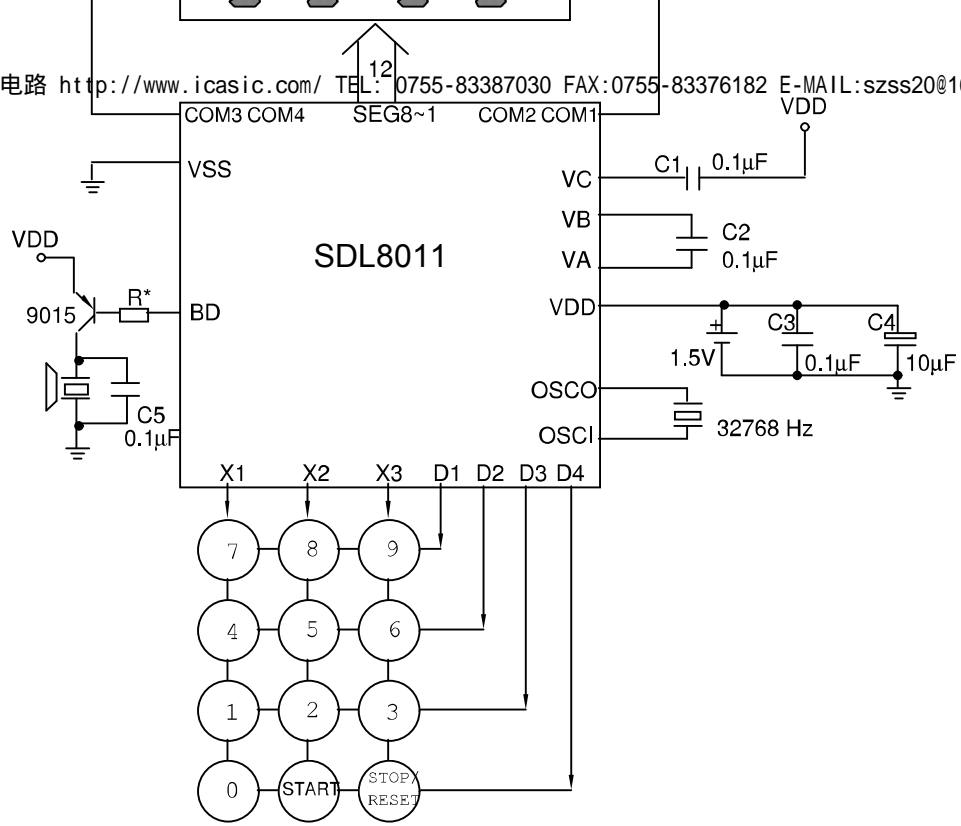 12
电路 http://www.icasic.com/ TEL: 0755-83387030 FAX:0755-83376182 E-MAIL:szss20@1
COM3 COM4 SEG8~1 COM2 COM1
VDD
VSS
C1 0.1µF
VC
VB
C2
VDD
SDL8011
VA
0.1µF
R*
9015
BD
VDD
C3
C4
+
1.5V
0.1µF
10µF
OSCO
C5
0.1µF
OSCI
32768 Hz
X1 X2 X3 D1 D2 D3 D4
7 8 9
4 5 6
1 2 3
0 START STOP/
RESET